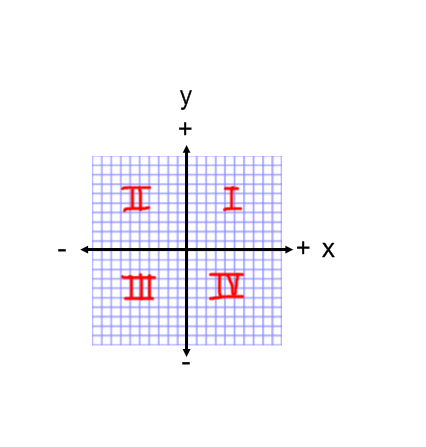 y
+
II I
- + x
III IV
-